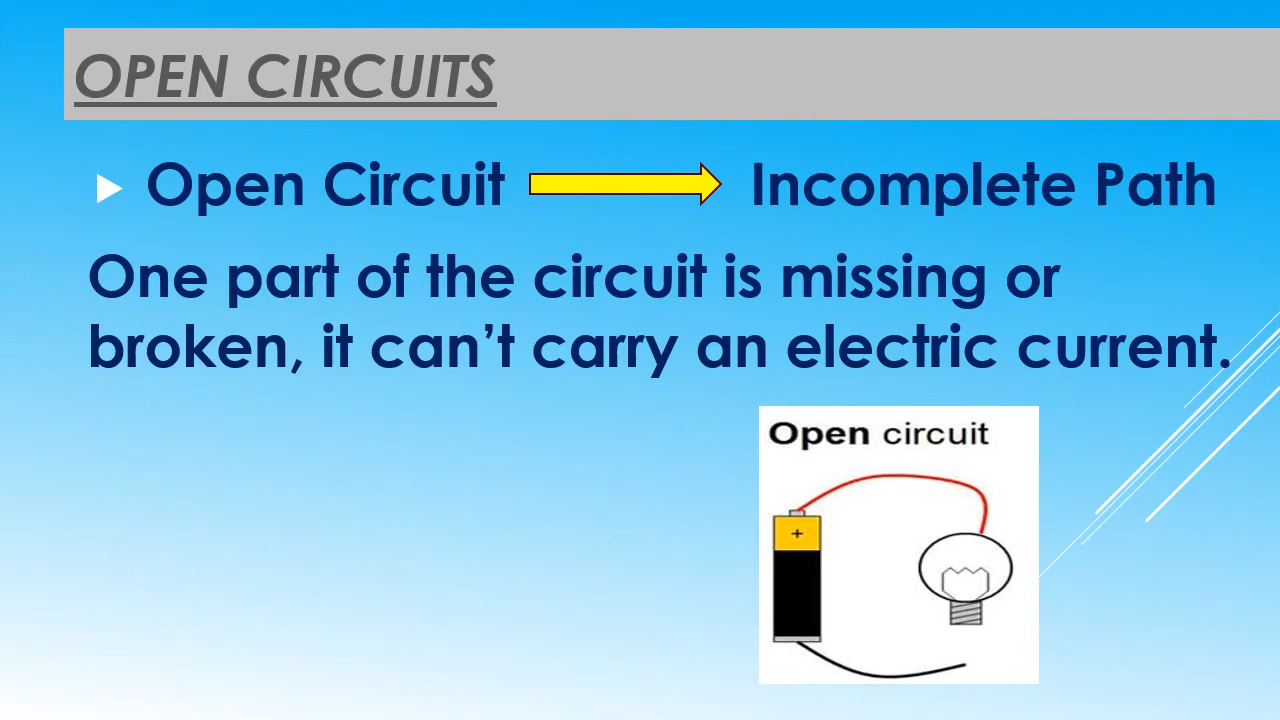 OPEN CIRCUITS
Open Circuit Incomplete Path
One part of the circuit is missing or
broken, it can’t carry an electric current.
Open circuit
+